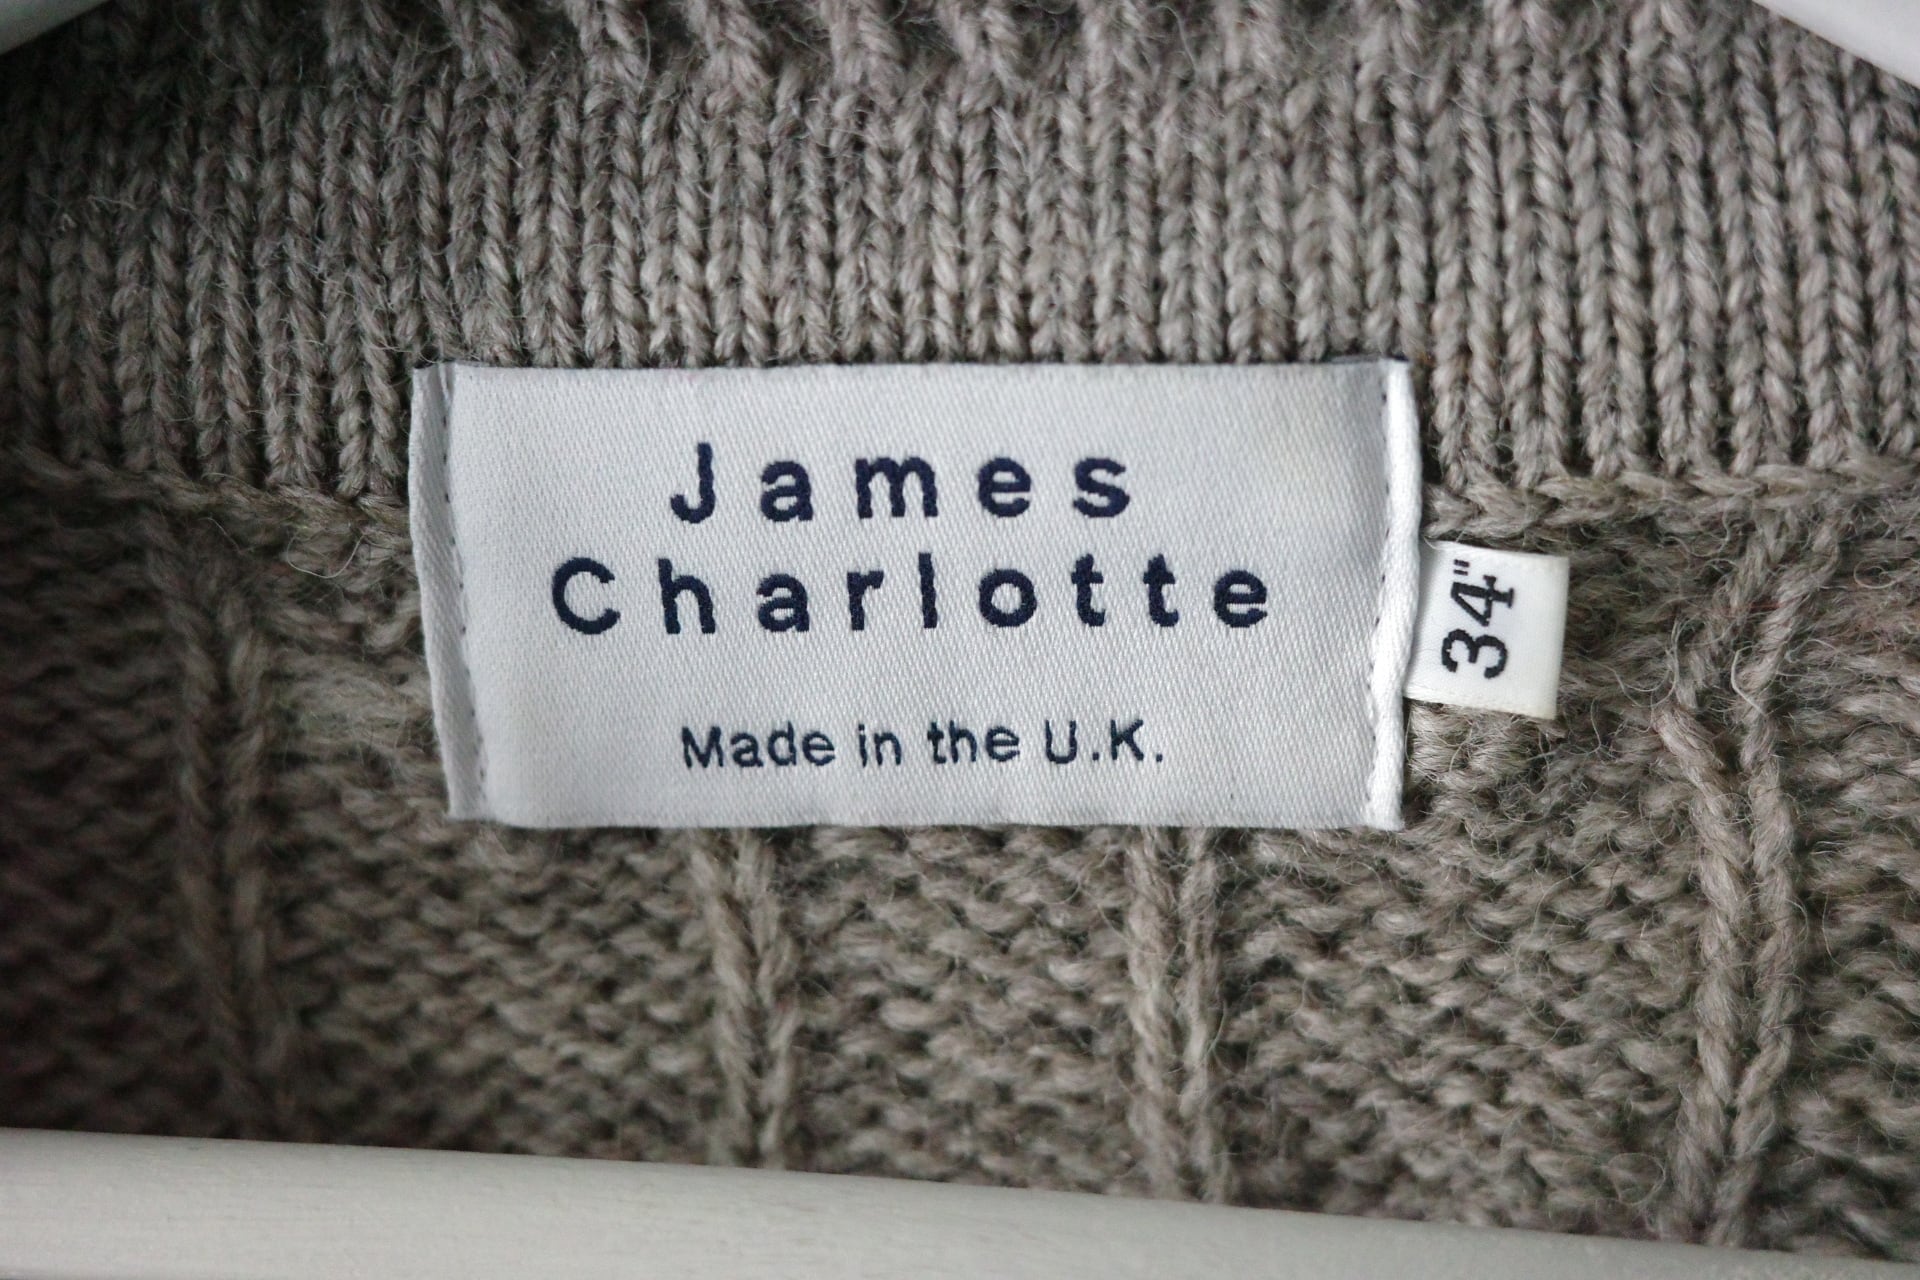 James
Charlotte
Made in the U.K.
34"